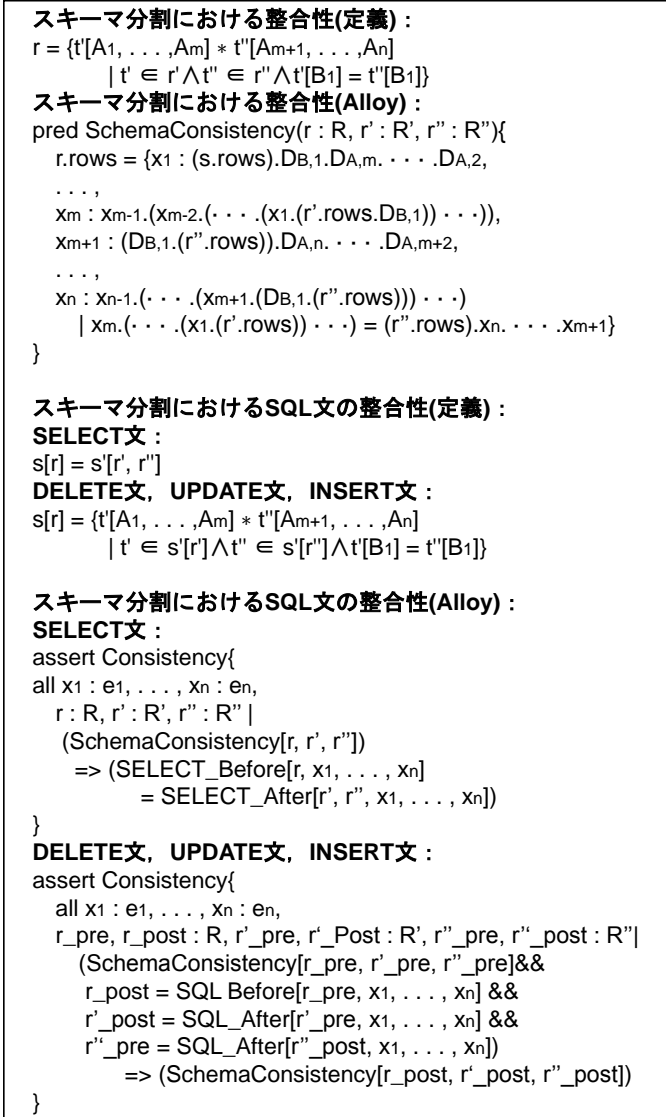 スキーマ分割における整合性(定義)：
r = {t'[A1, . . . ,Am] ∗ t''[Am+1, . . . ,An]
| t' ∈ r'∧t'' ∈ r''∧t'[B1] = t''[B1]}
スキーマ分割における整合性(Alloy)：
pred SchemaConsistency(r : R, r' : R', r'' : R''){
r.rows = {x1 : (s.rows).DB,1.DA,m. · · · .DA,2,
. . . ,
xm : xm-1.(xm-2.(· · · .(x1.(r'.rows.DB,1)) · · ·)),
xm+1 : (DB,1.(r''.rows)).DA,n. · · · .DA,m+2,
. . . ,
xn : xn-1.(· · · .(xm+1.(DB,1.(r''.rows))) · · ·)
| xm.(· · · .(x1.(r'.rows)) · · ·) = (r''.rows).xn. · · · .xm+1}
}
スキーマ分割におけるSQL文の整合性(定義)：
SELECT文：
s[r] = s'[r', r'']
DELETE文，UPDATE文，INSERT文：
s[r] = {t'[A1, . . . ,Am] ∗ t''[Am+1, . . . ,An]
| t' ∈ s'[r']∧t'' ∈ s'[r'']∧t'[B1] = t''[B1]}
スキーマ分割におけるSQL文の整合性(Alloy)：
SELECT文：
assert Consistency{
all x1 : e1, . . . , xn : en,
r : R, r' : R', r'' : R'' |
(SchemaConsistency[r, r', r''])
=> (SELECT_Before[r, x1, . . . , xn]
= SELECT_After[r', r'', x1, . . . , xn])
}
DELETE文，UPDATE文，INSERT文：
assert Consistency{
all x1 : e1, . . . , xn : en,
r_pre, r_post : R, r'_pre, r'_Post : R', r''_pre, r''_post : R''|
(SchemaConsistency[r_pre, r'_pre, r''_pre]&&
r_post = SQL Before[r_pre, x1, . . . , xn] &&
r'_post = SQL_After[r'_pre, x1, . . . , xn] &&
r''_pre = SQL_After[r''_post, x1, . . . , xn])
=> (SchemaConsistency[r_post, r'_post, r''_post])
}